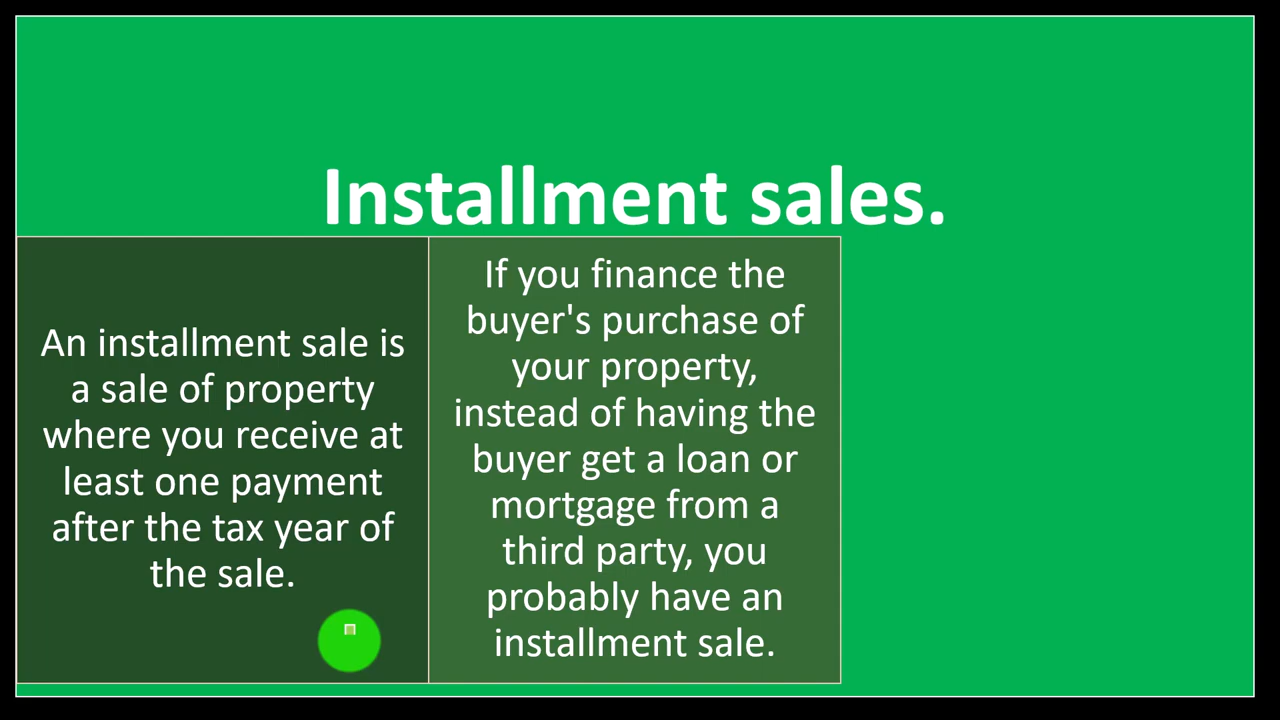 Installment sales.
An installment sale is
a sale of property
where you receive at
least one payment
after the tax year of
the sale.
If you finance the
buyer's purchase of
your property,
instead of having the
buyer get a loan or
mortgage from a
third party, you
probably have an
installment sale.